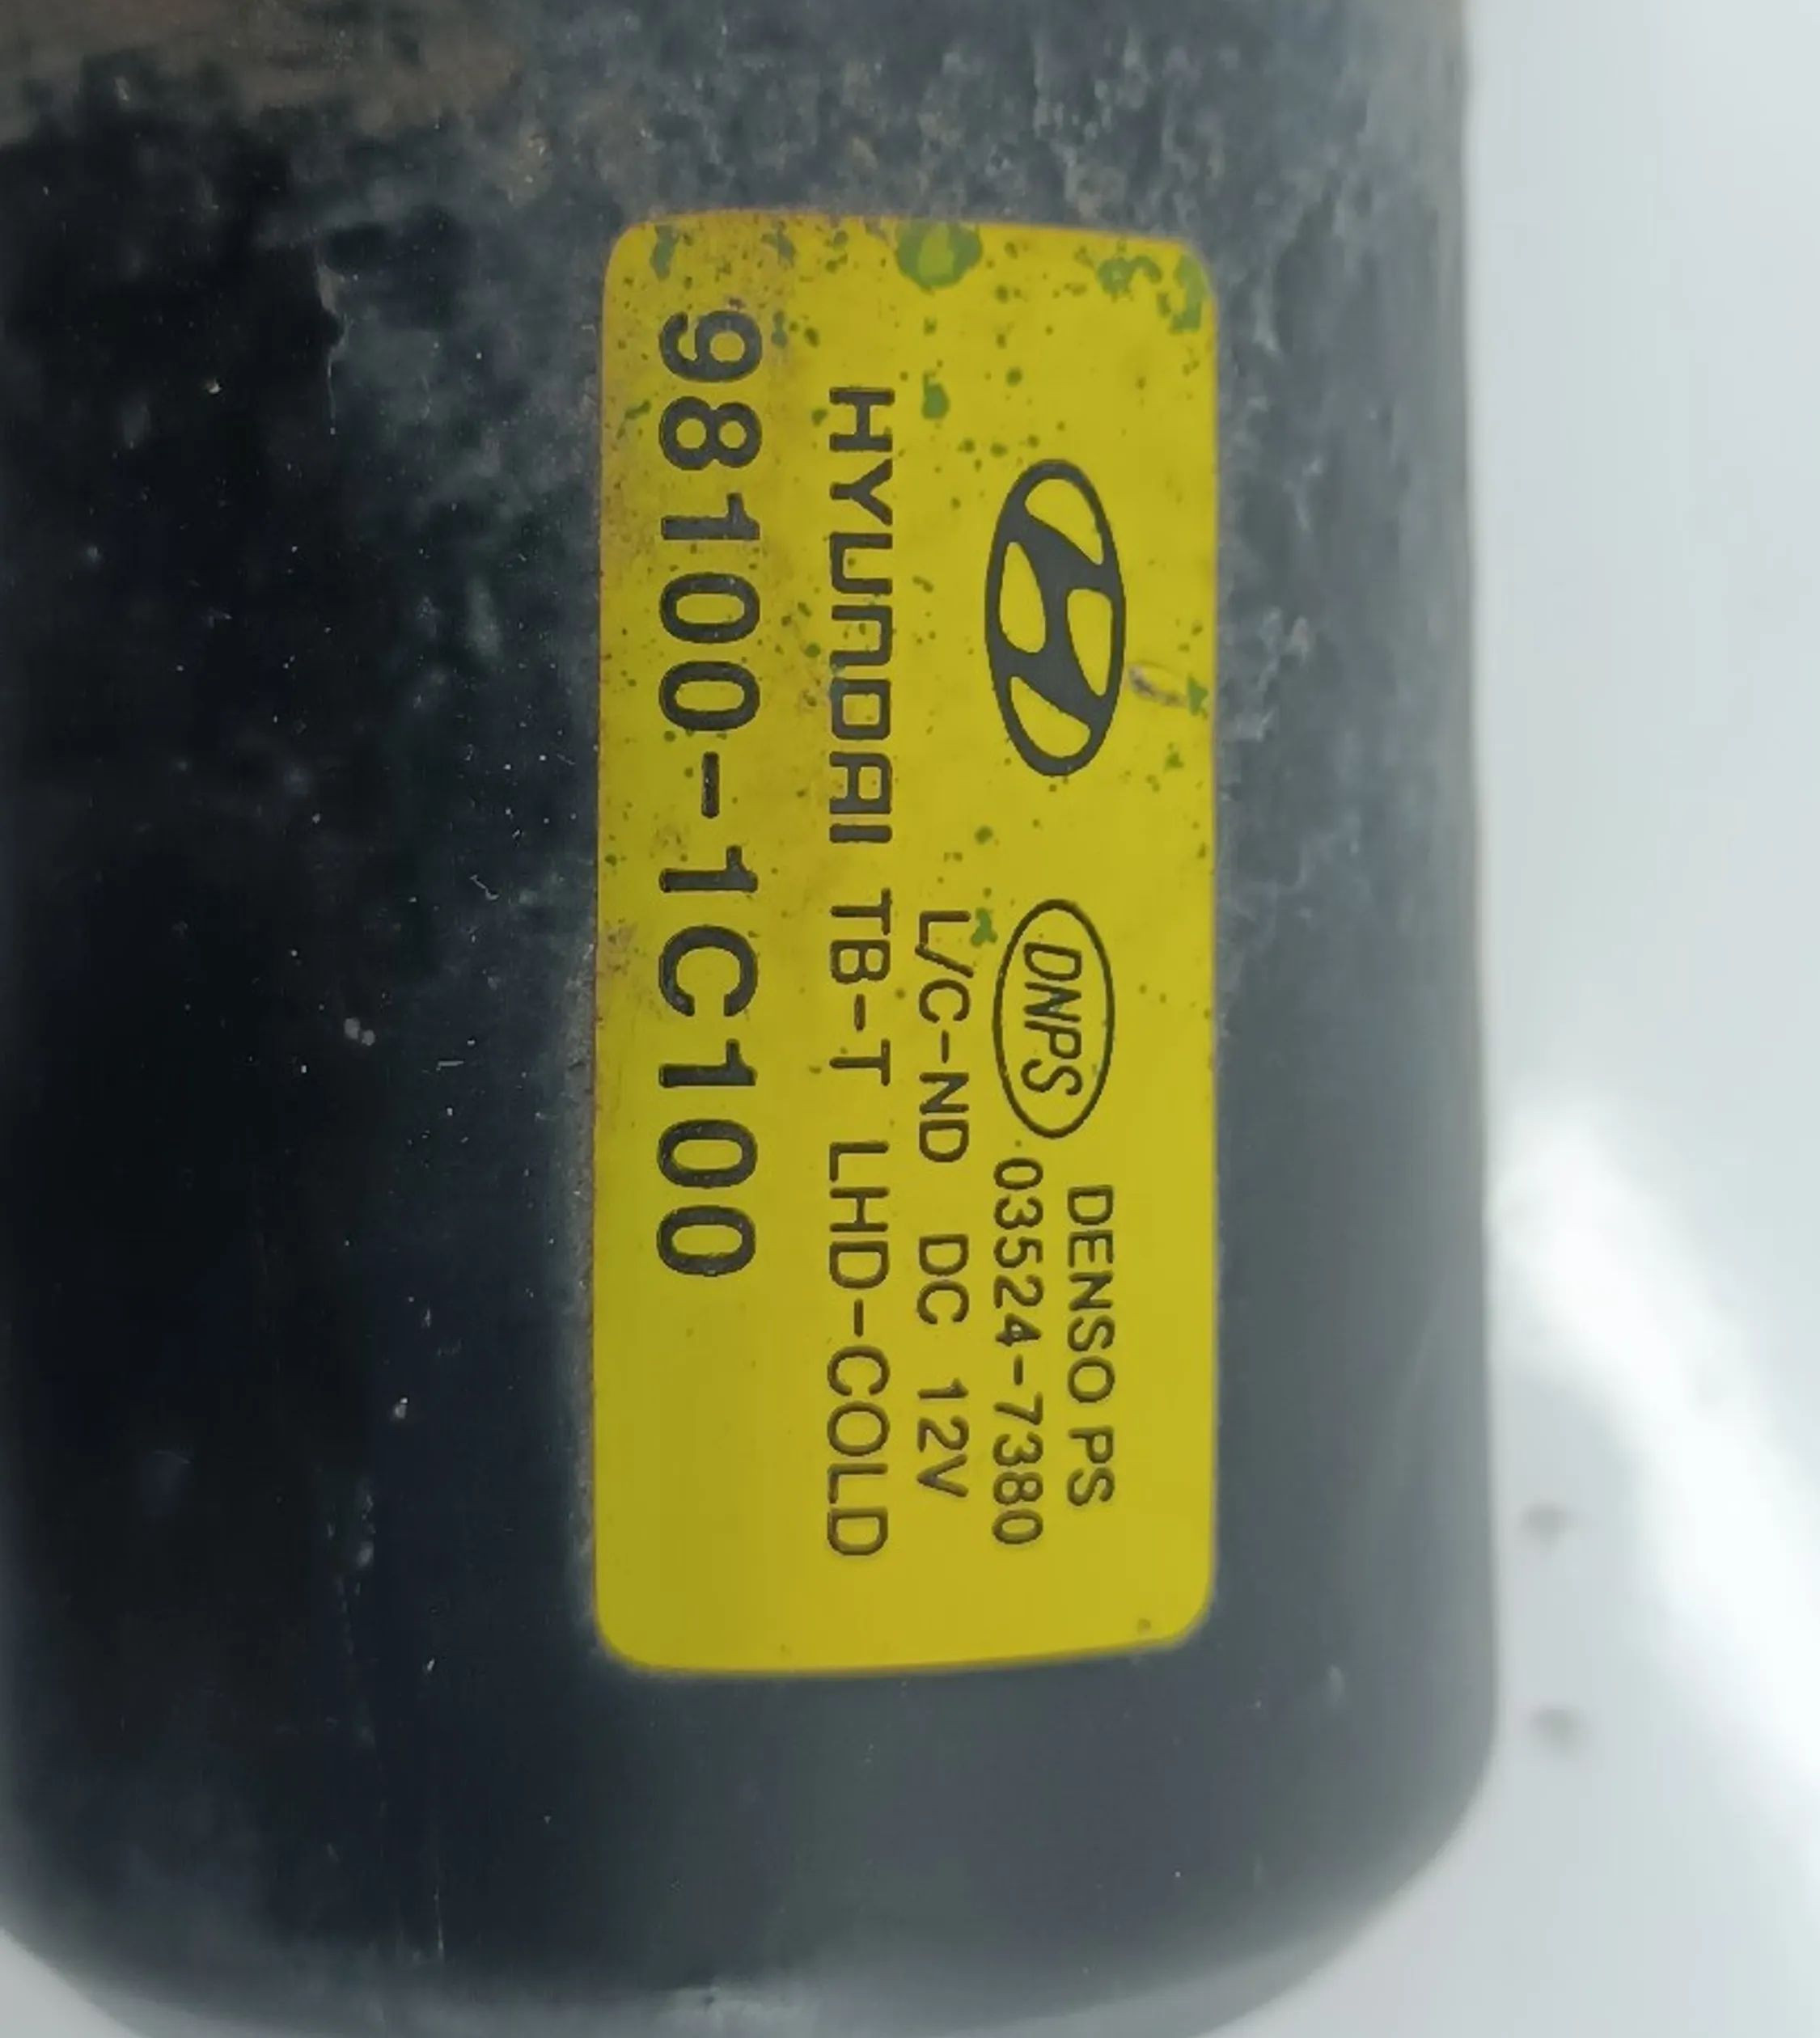 DENSO PS
DNPS 03524-7380
L/C-ND DC 12V
HYUNDAI TB-T LHD-COLD
98100-1C100